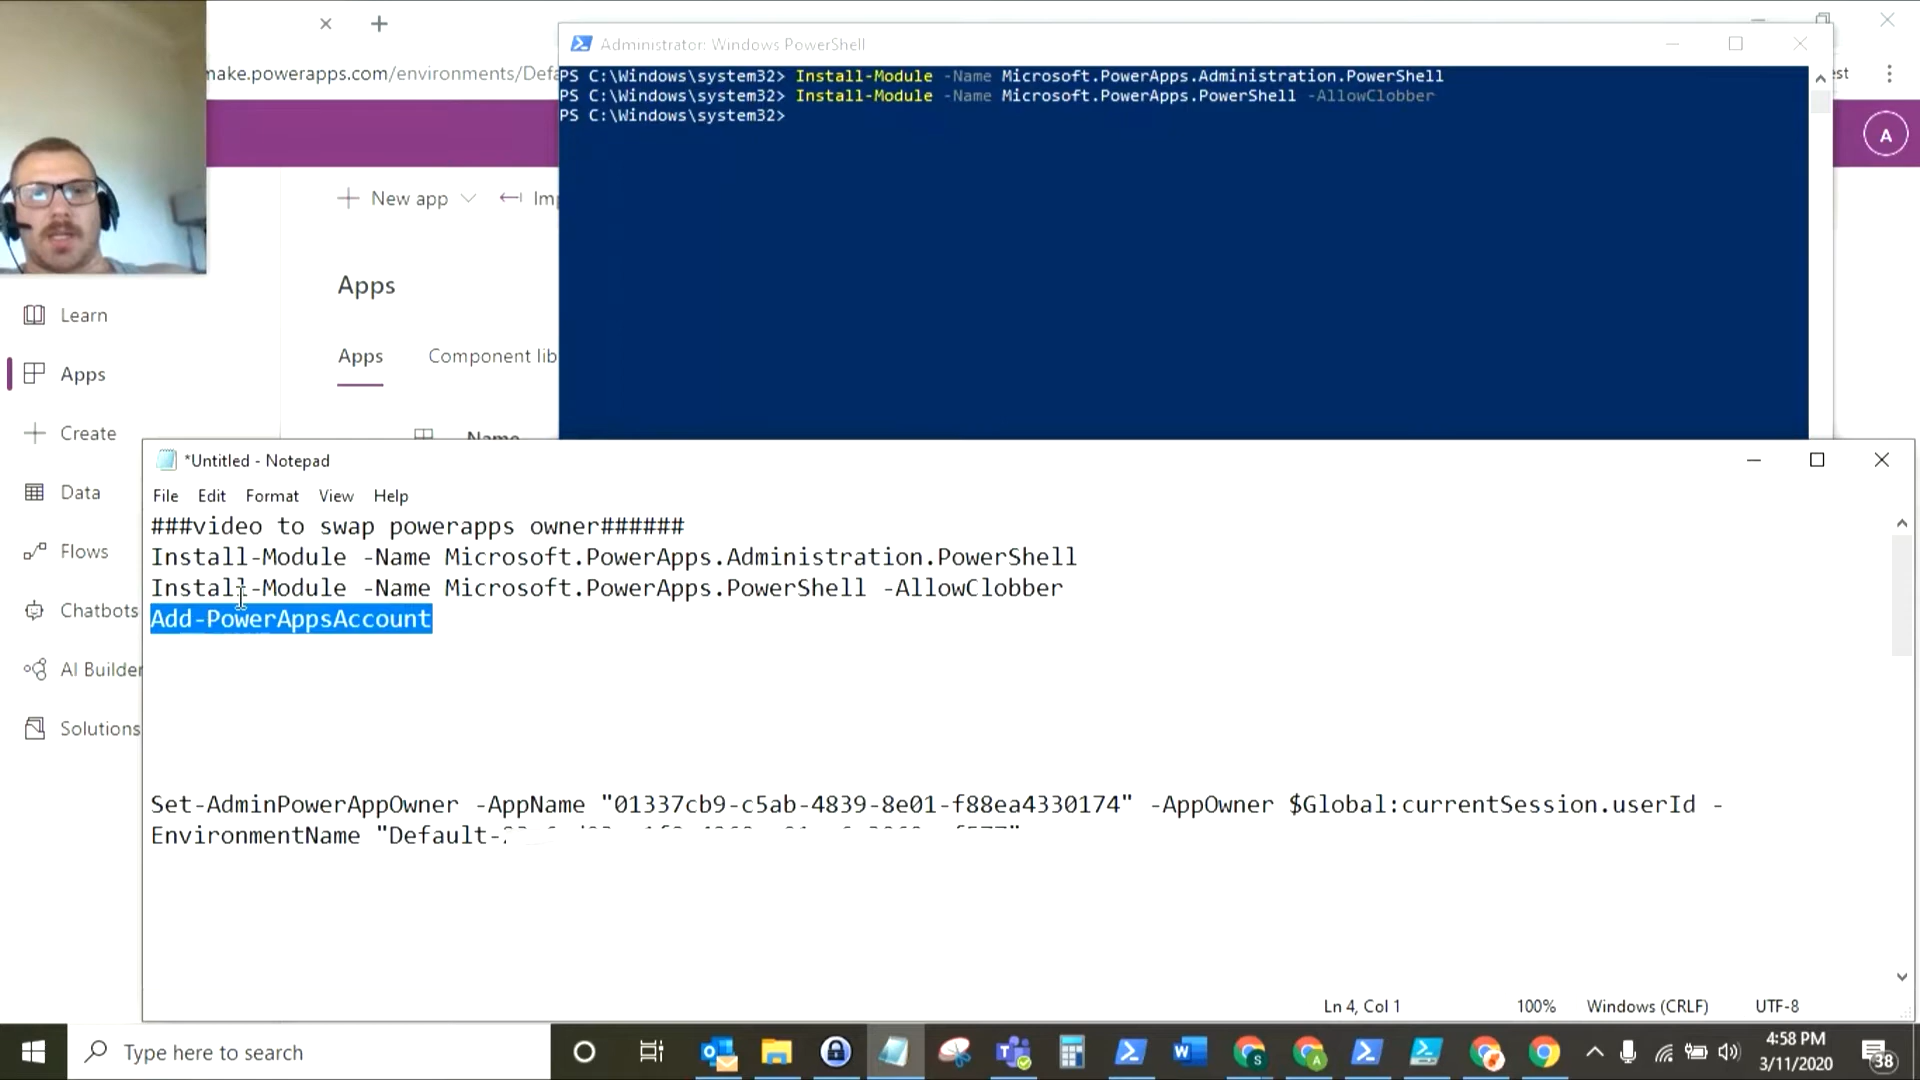 make.powerapps.com/environments/Defa
st
A
New app
Imp
Apps
Apps
Component lib
Name
Learn
Apps
Create
Data
Flows
Chatbots
AI Builder
Solutions
Administrator: Windows PowerShell
PS C:\Windows\system32> Install-Module -Name Microsoft.PowerApps.Administration.PowerShell
PS C:\Windows\system32> Install-Module -Name Microsoft.PowerApps.PowerShell -AllowClobber
PS C:\Windows\system32>
*Untitled - Notepad
File Edit Format View Help
###video to swap powerapps owner######
Install-Module -Name Microsoft.PowerApps.Administration.PowerShell
Install-Module -Name Microsoft.PowerApps.PowerShell -AllowClobber
Add-PowerAppsAccount
Set-AdminPowerAppOwner -AppName "01337cb9-c5ab-4839-8e01-f88ea4330174" -AppOwner $Global:currentSession.userId -
EnvironmentName "Default-
Ln 4, Col 1
100%
Windows (CRLF)
UTF-8
Type here to search
S
A
4:58 PM
3/11/2020
38